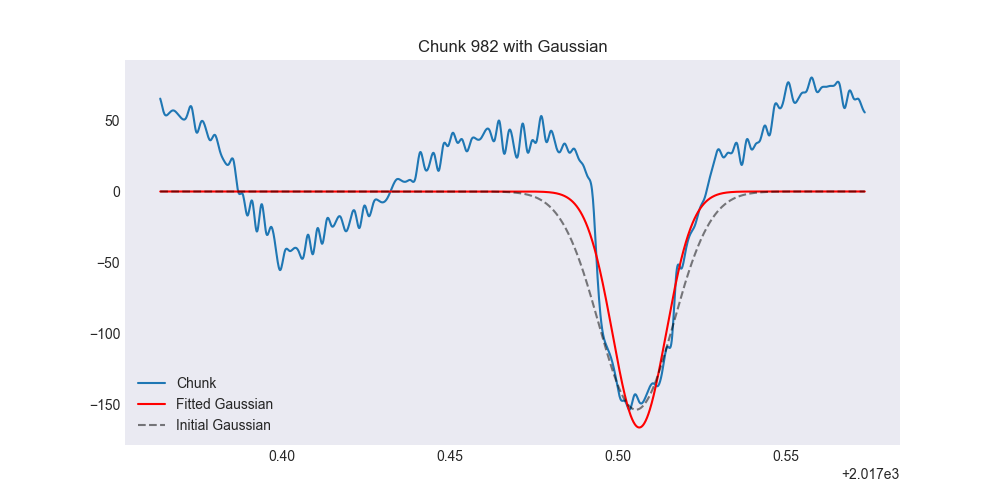 Chunk 982 with Gaussian
50
0
−50
−100
−150
Chunk
Fitted Gaussian
Initial Gaussian
0.40 0.45 0.50 0.55
+2.017e3